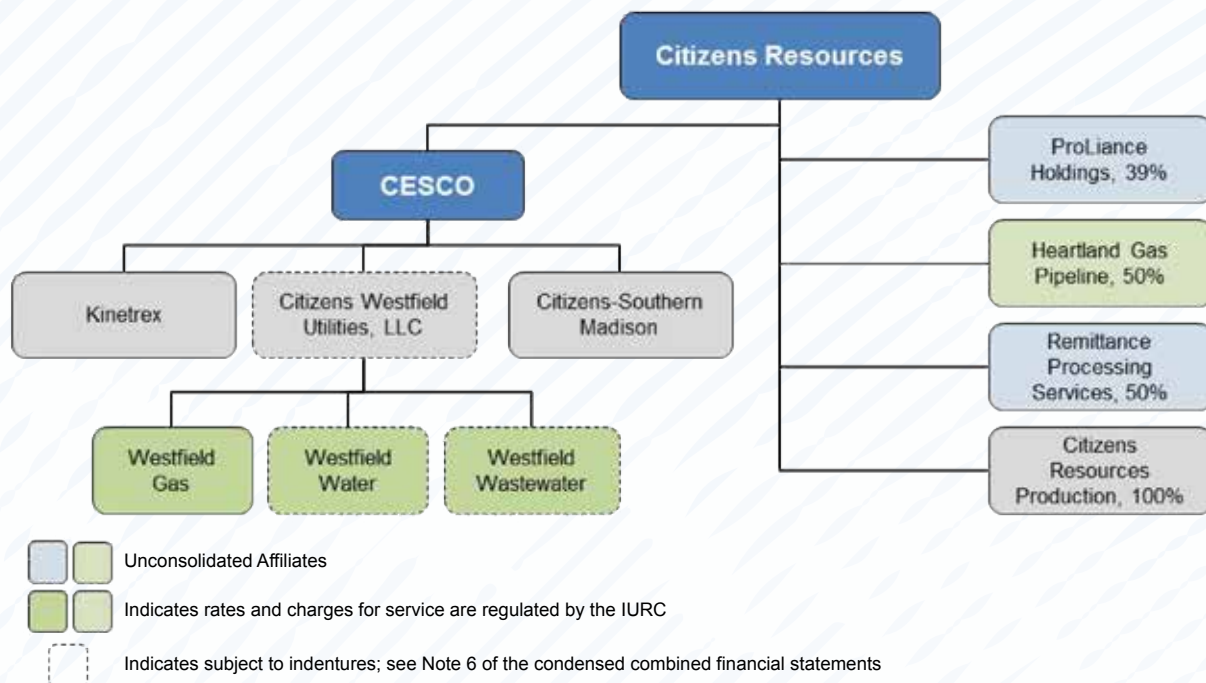 Citizens Resources
CESCO
ProLiance
Holdings, 39%
Heartland Gas
Pipeline, 50%
Remittance
Processing
Services, 50%
Citizens
Resources
Production, 100%
Kinetrex
Citizens Westfield
Utilities, LLC
Citizens-Southern
Madison
Westfield
Gas
Westfield
Water
Westfield
Wastewater
Unconsolidated Affiliates
Indicates rates and charges for service are regulated by the IURC
Indicates subject to indentures; see Note 6 of the condensed combined financial statements